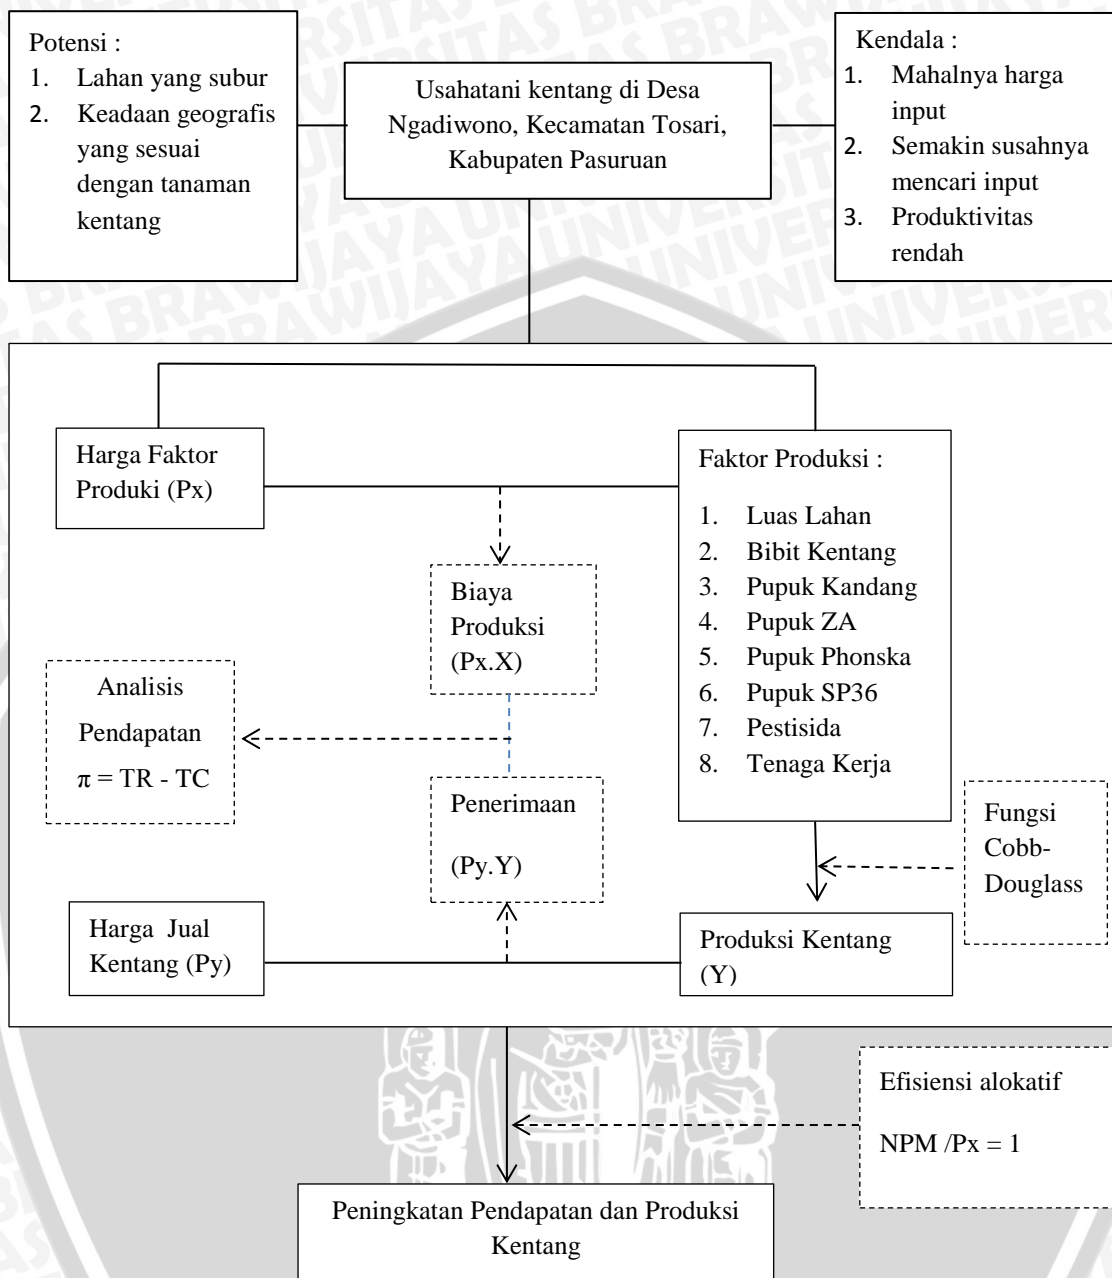 Potensi :
1. Lahan yang subur
2. Keadaan geografis
yang sesuai
dengan tanaman
kentang
Usahatani kentang di Desa
Ngadiwono, Kecamatan Tosari,
Kabupaten Pasuruan
Kendala :
1. Mahalnya harga
input
2. Semakin susahnya
mencari input
3. Produktivitas
rendah
Harga Faktor
Produki (Px)
Faktor Produksi :
1. Luas Lahan
2. Bibit Kentang
3. Pupuk Kandang
4. Pupuk ZA
5. Pupuk Phonska
6. Pupuk SP36
7. Pestisida
8. Tenaga Kerja
Biaya
Produksi
(Px.X)
Analisis
Pendapatan
π = TR - TC
Penerimaan
(Py.Y)
Fungsi
Cobb-
Douglass
Harga Jual
Kentang (Py)
Produksi Kentang
(Y)
Efisiensi alokatif
NPM /Px = 1
Peningkatan Pendapatan dan Produksi
Kentang